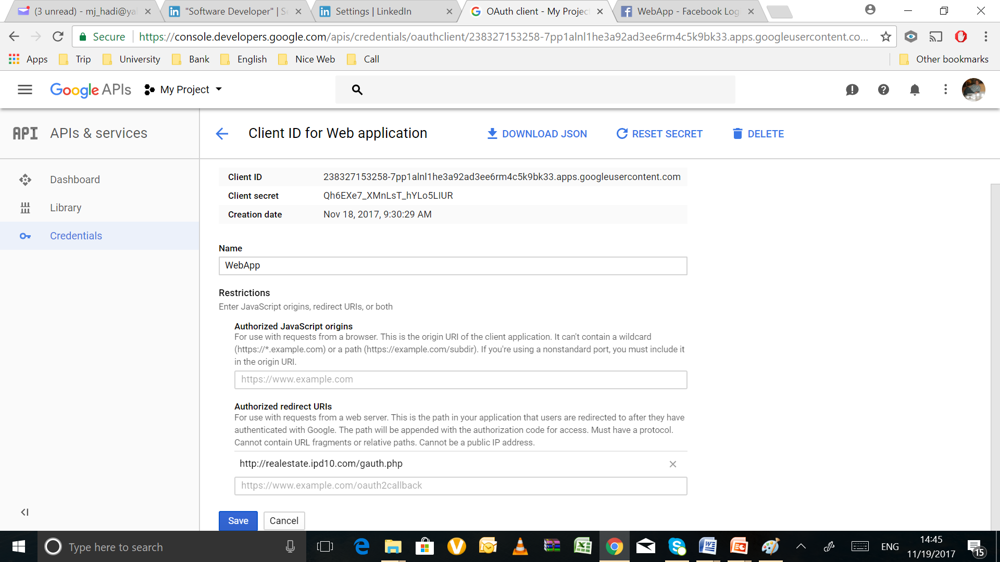 (3 unread) - mj_hadi@ya
"Software Developer" | Se
Settings | LinkedIn
OAuth client - My Projec
WebApp - Facebook Log
Secure
https://console.developers.google.com/apis/credentials/oauthclient/238327153258-7pp1alnl1he3a92ad3ee6rm4c5k9bk33.apps.googleusercontent.co...
Apps
Trip
University
Bank
English
Nice Web
Call
Other bookmarks
Google APIs
My Project
API
APIs & services
Client ID for Web application
DOWNLOAD JSON
RESET SECRET
DELETE
Dashboard
Library
Credentials
Client ID 238327153258-7pp1alnl1he3a92ad3ee6rm4c5k9bk33.apps.googleusercontent.com
Client secret Qh6EXe7_XMnLsT_hYLo5LIUR
Creation date Nov 18, 2017, 9:30:29 AM
Name
WebApp
Restrictions
Enter JavaScript origins, redirect URIs, or both
Authorized JavaScript origins
For use with requests from a browser. This is the origin URI of the client application. It can't contain a wildcard
(https://*.example.com) or a path (https://example.com/subdir). If you're using a nonstandard port, you must include it
in the origin URI.
https://www.example.com
Authorized redirect URIs
For use with requests from a web server. This is the path in your application that users are redirected to after they have
authenticated with Google. The path will be appended with the authorization code for access. Must have a protocol.
Cannot contain URL fragments or relative paths. Cannot be a public IP address.
http://realestate.ipd10.com/gauth.php
https://www.example.com/oauth2callback
Save
Cancel
Type here to search
ENG
14:45
11/19/2017
15